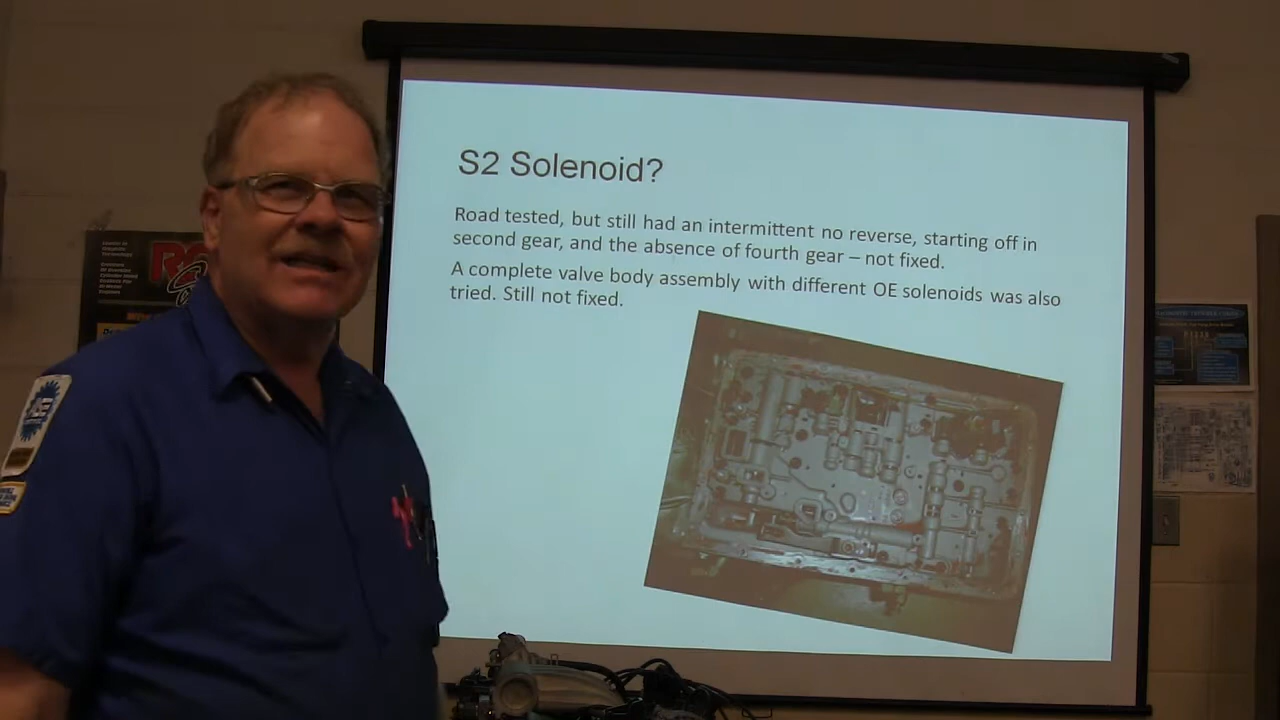 S2 Solenoid?
Road tested, but still had an intermittent no reverse, starting off in
second gear, and the absence of fourth gear – not fixed.
A complete valve body assembly with different OE solenoids was also
tried. Still not fixed.